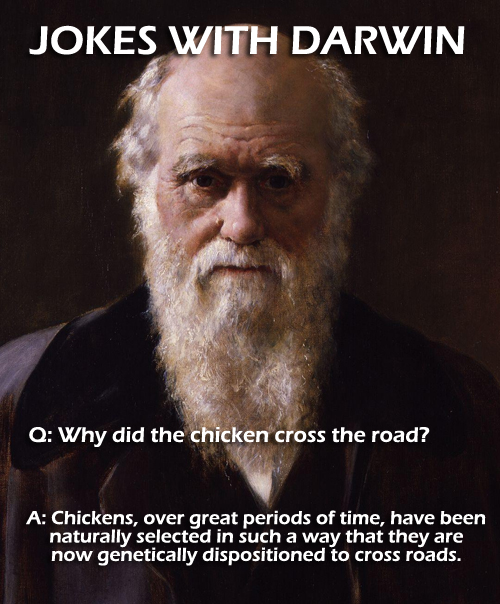 JOKES WITH DARWIN
Q: Why did the chicken cross the road?
A: Chickens, over great periods of time, have been
naturally selected in such a way that they are
now genetically dispositioned to cross roads.